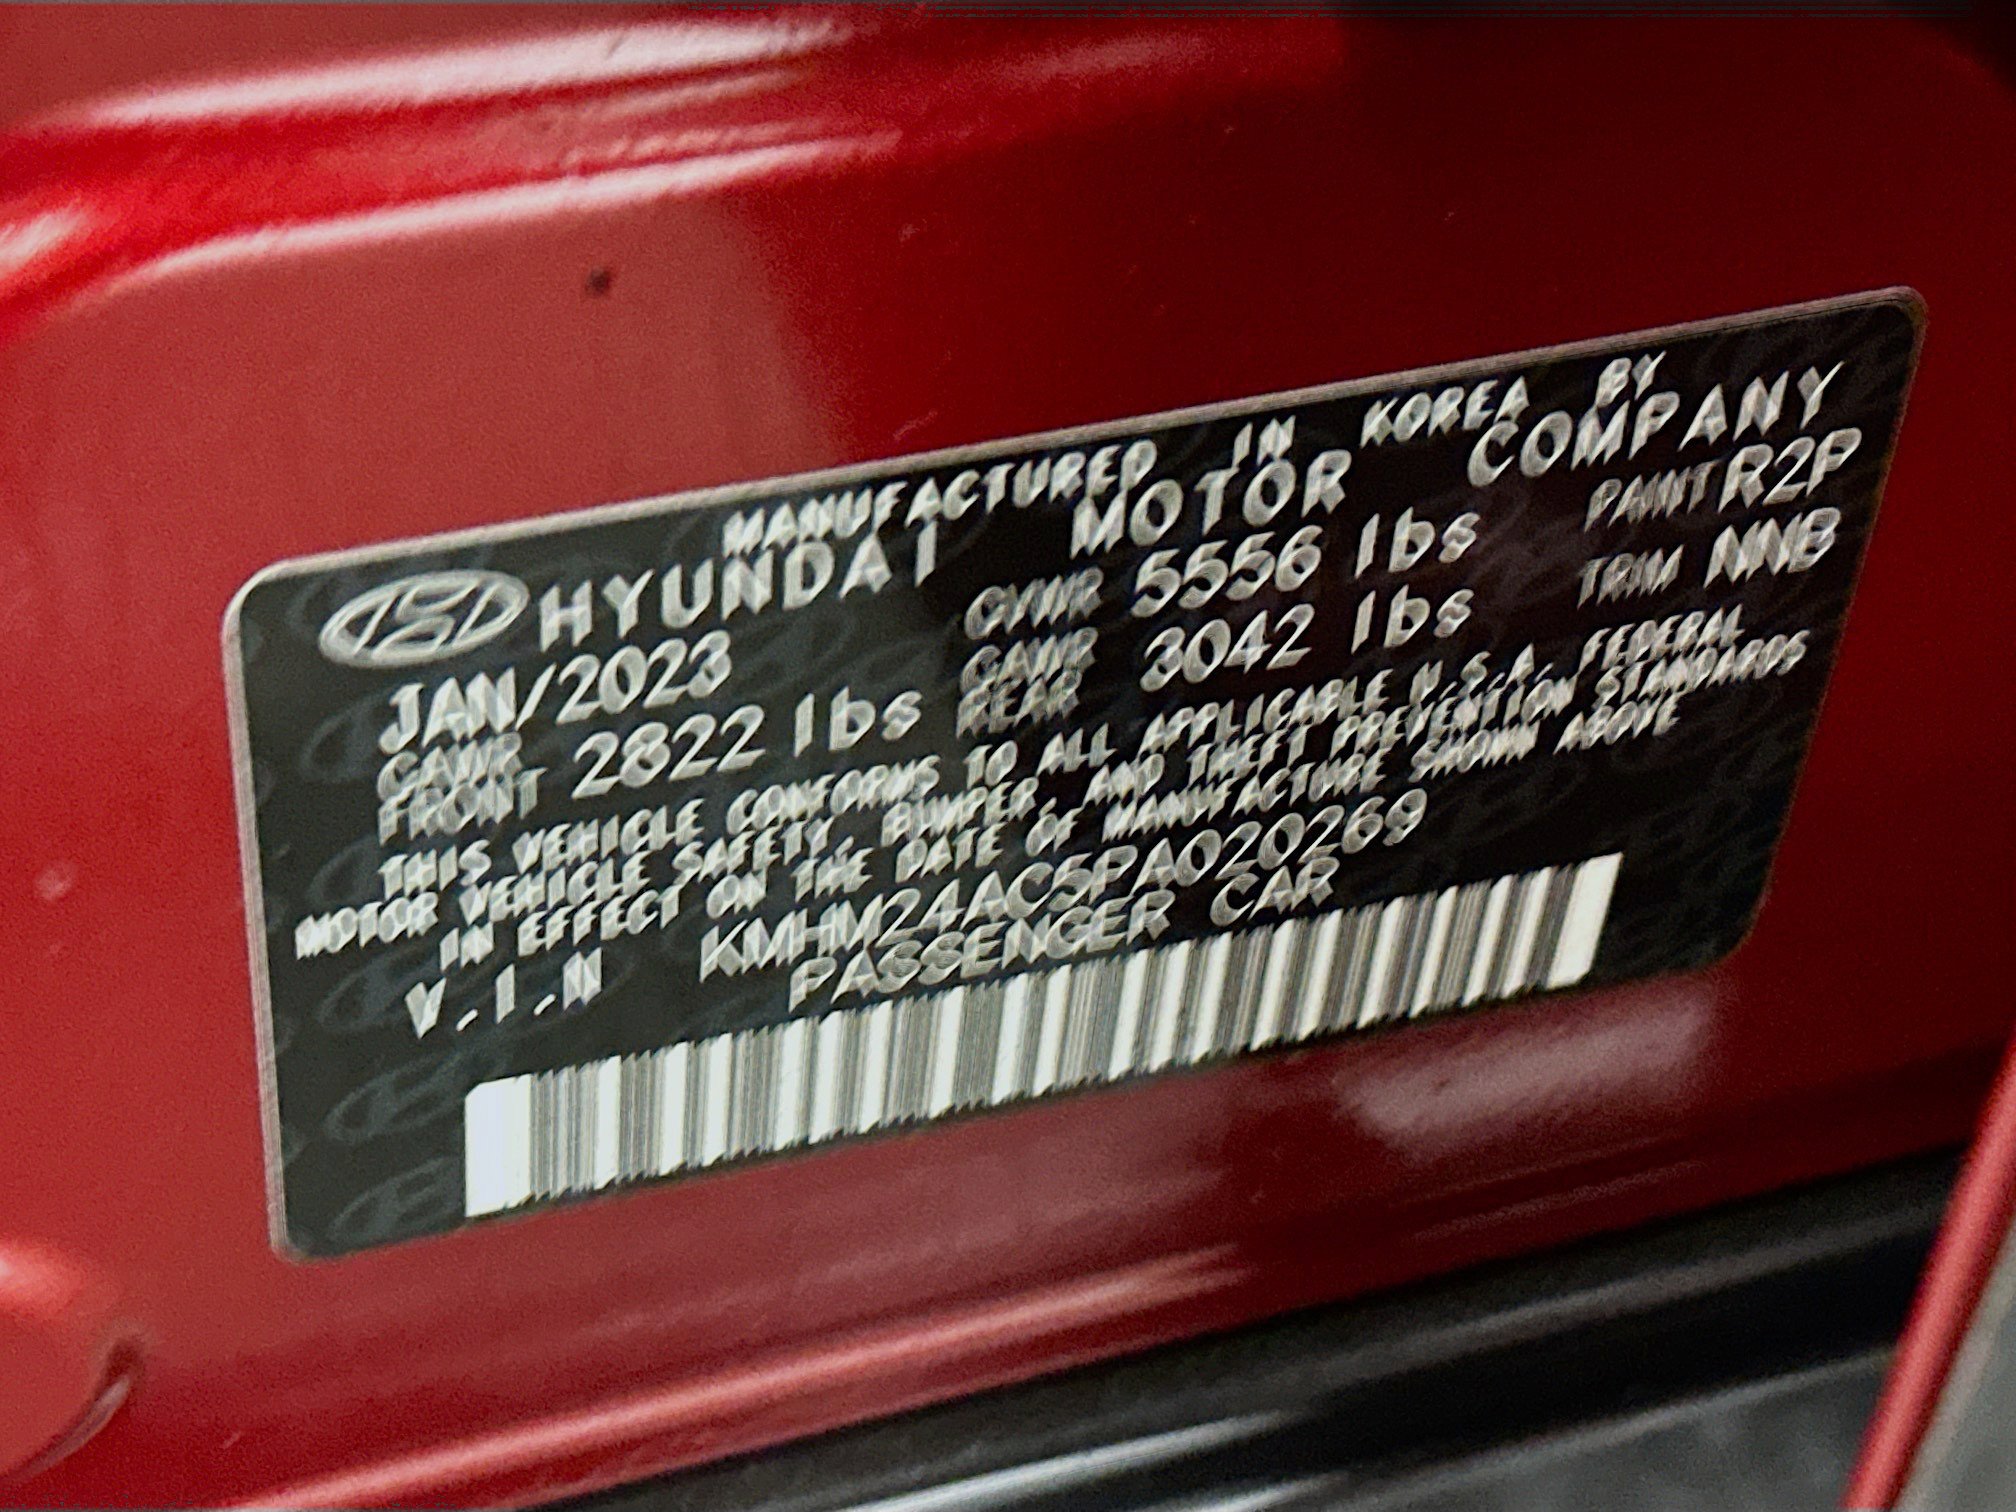 MANUFACTURED IN KOREA BY
HYUNDAI MOTOR COMPANY
JAN/2023 GVWR 5556 lbs PAINT R2P
GAWR FRONT 2822 lbs GAWR REAR 3042 lbs TRIM NNB
THIS VEHICLE CONFORMS TO ALL APPLICABLE U.S.A. FEDERAL
MOTOR VEHICLE SAFETY, BUMPER, AND THEFT PREVENTION STANDARDS
IN EFFECT ON THE DATE OF MANUFACTURE SHOWN ABOVE
V.I.N KMHM24AC5PA020269
PASSENGER CAR